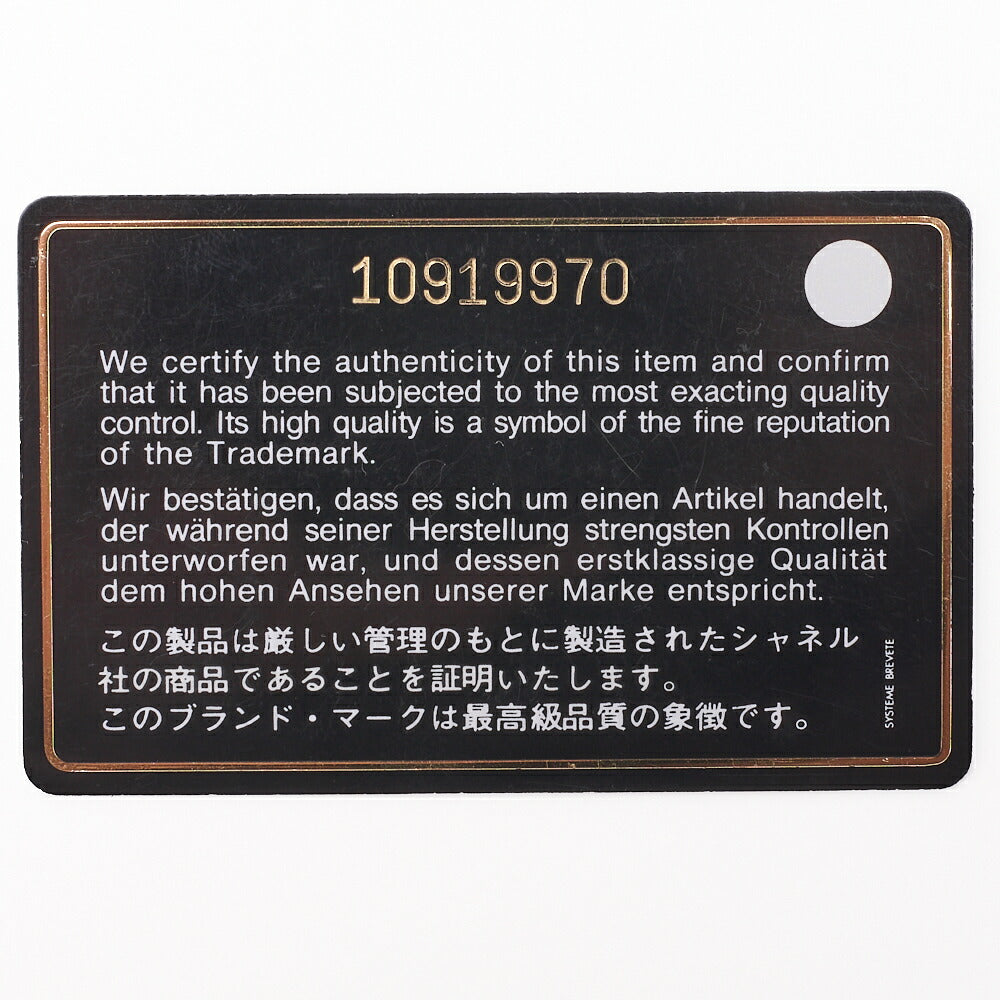 10919970
We certify the authenticity of this item and confirm
that it has been subjected to the most exacting quality
control. Its high quality is a symbol of the fine reputation
of the Trademark.
Wir bestätigen, dass es sich um einen Artikel handelt,
der während seiner Herstellung strengsten Kontrollen
unterworfen war, und dessen erstklassige Qualität
dem hohen Ansehen unserer Marke entspricht.
この製品は厳しい管理のもとに製造されたシャネル
社の商品であることを証明いたします。
このブランド・マークは最高級品質の象徴です。
SYSTEME BREVETE